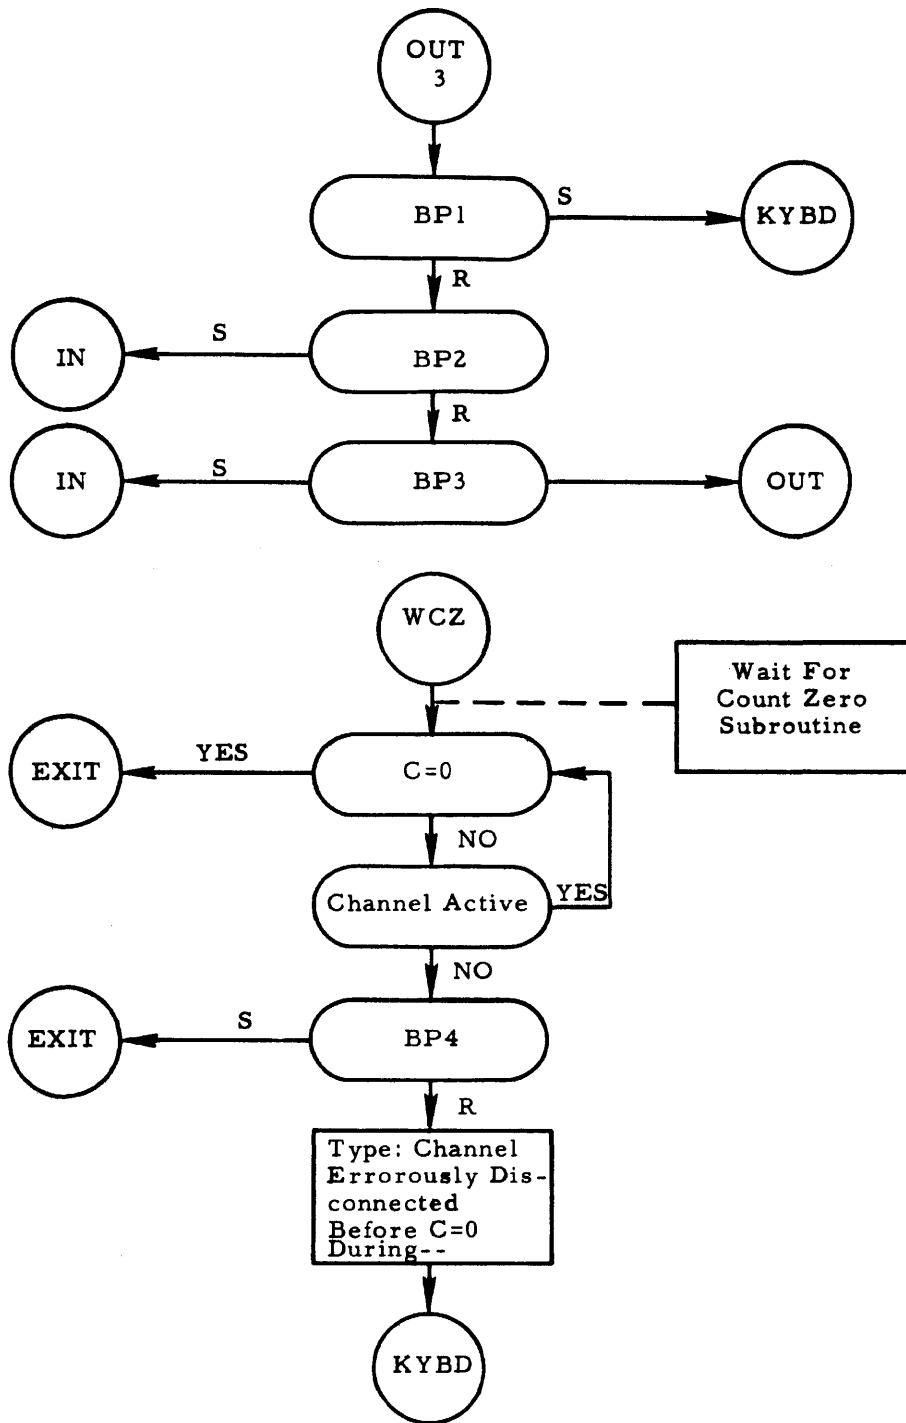 OUT
3
BP1
S
KYBD
R
IN
S
BP2
R
IN
S
BP3
OUT
WCZ
Wait For
Count Zero
Subroutine
EXIT
YES
C=0
NO
Channel Active
YES
NO
EXIT
S
BP4
R
Type: Channel
Errorously Dis-
connected
Before C=0
During--
KYBD